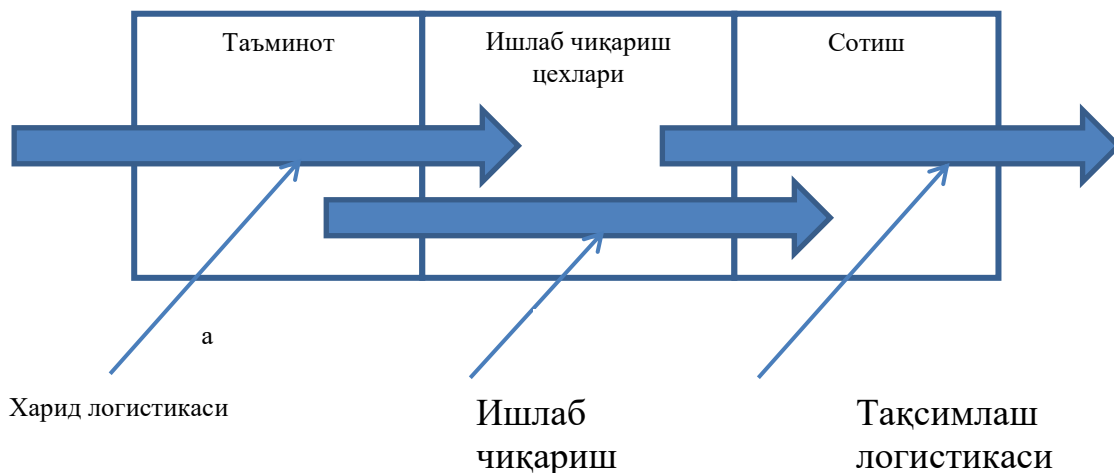 Таъминот
Ишлаб чиқариш
цехлари
Сотиш
а
Харид логистикаси
Ишлаб
чиқариш
Тақсимлаш
логистикаси